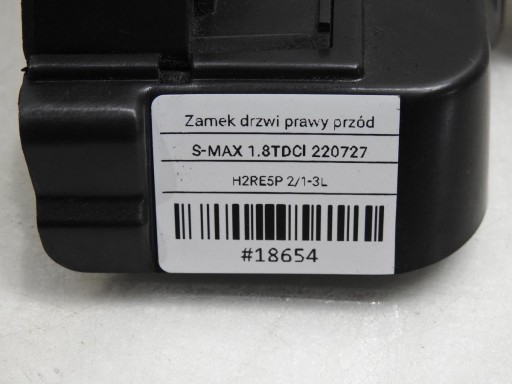 Zamek drzwi prawy przód
S-MAX 1.8TDCI 220727
H2RE5P 2/1-3L
#18654